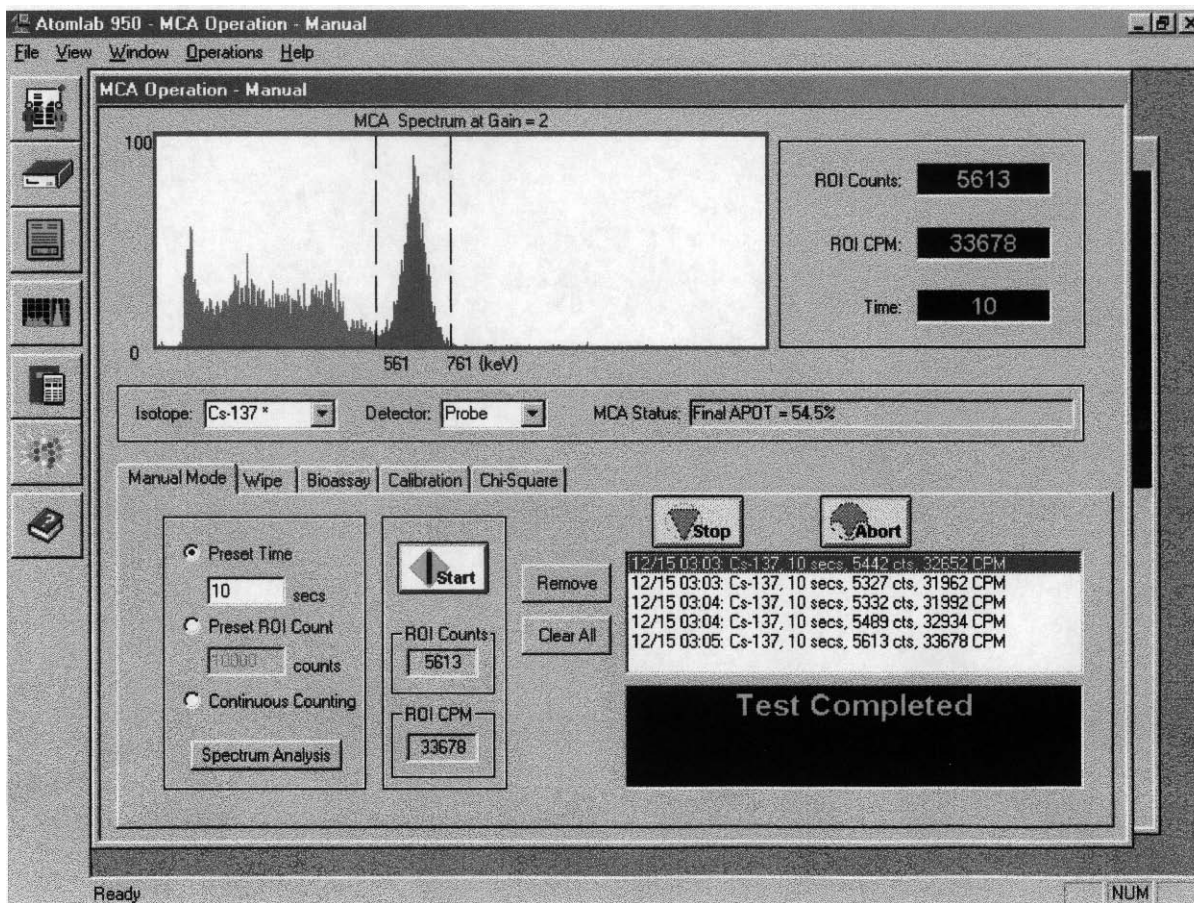 Atomlab 950 - MCA Operation - Manual
File View Window Operations Help
MCA Operation - Manual
MCA Spectrum at Gain = 2
100
0
561 761 (keV)
ROI Counts: 5613
ROI CPM: 33678
Time: 10
Isotope: Cs-137 * Detector: Probe MCA Status: Final APOT = 54.5%
Manual Mode Wipe Bioassay Calibration Chi-Square
Preset Time
10 secs
Preset ROI Count
10000 counts
Continuous Counting
Spectrum Analysis
Start
ROI Counts
5613
ROI CPM
33678
Remove
Clear All
Stop Abort
12/15 03:03: Cs-137, 10 secs, 5442 cts, 32652 CPM
12/15 03:03: Cs-137, 10 secs, 5327 cts, 31962 CPM
12/15 03:04: Cs-137, 10 secs, 5332 cts, 31992 CPM
12/15 03:04: Cs-137, 10 secs, 5489 cts, 32934 CPM
12/15 03:05: Cs-137, 10 secs, 5613 cts, 33678 CPM
Test Completed
Ready NUM